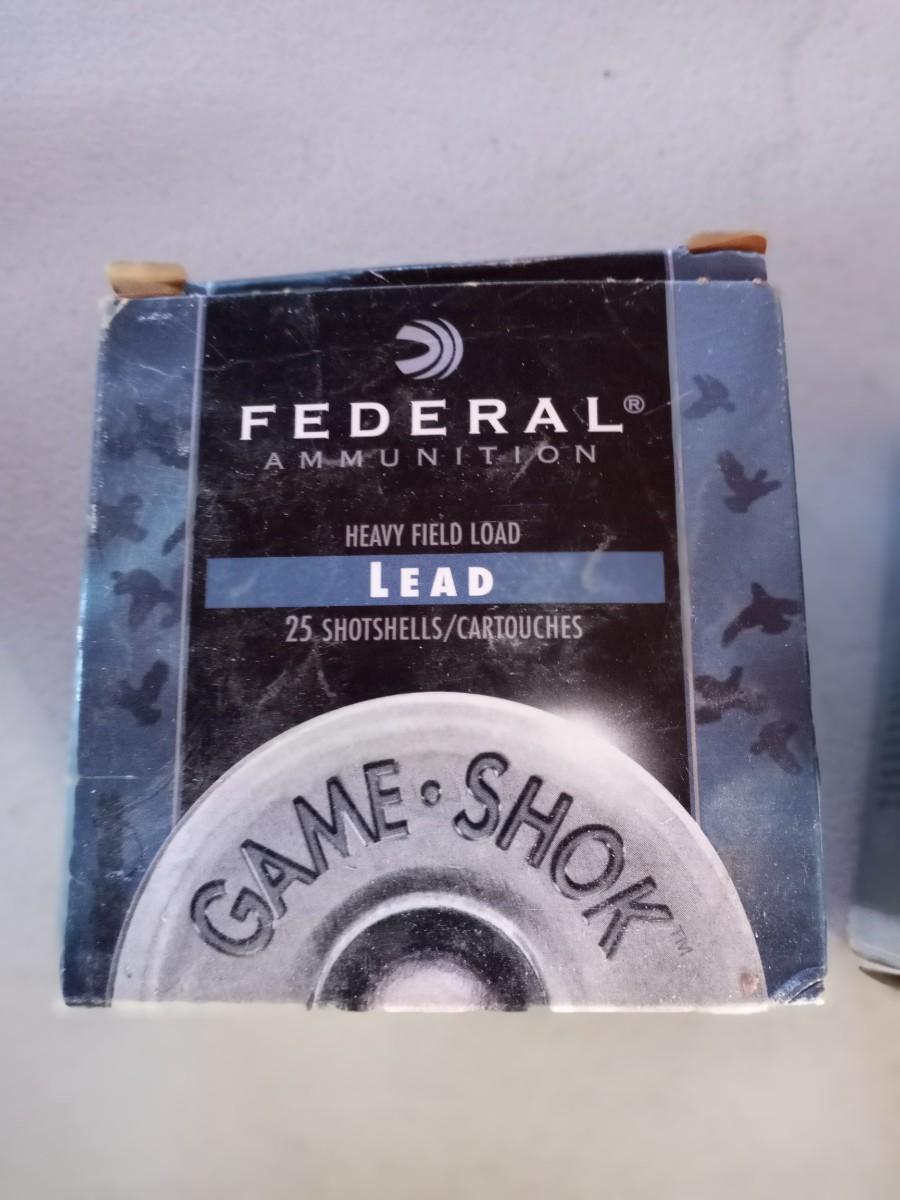 FEDERAL®
AMMUNITION
HEAVY FIELD LOAD
LEAD
25 SHOTSHELLS/CARTOUCHES
GAME•SHOK™